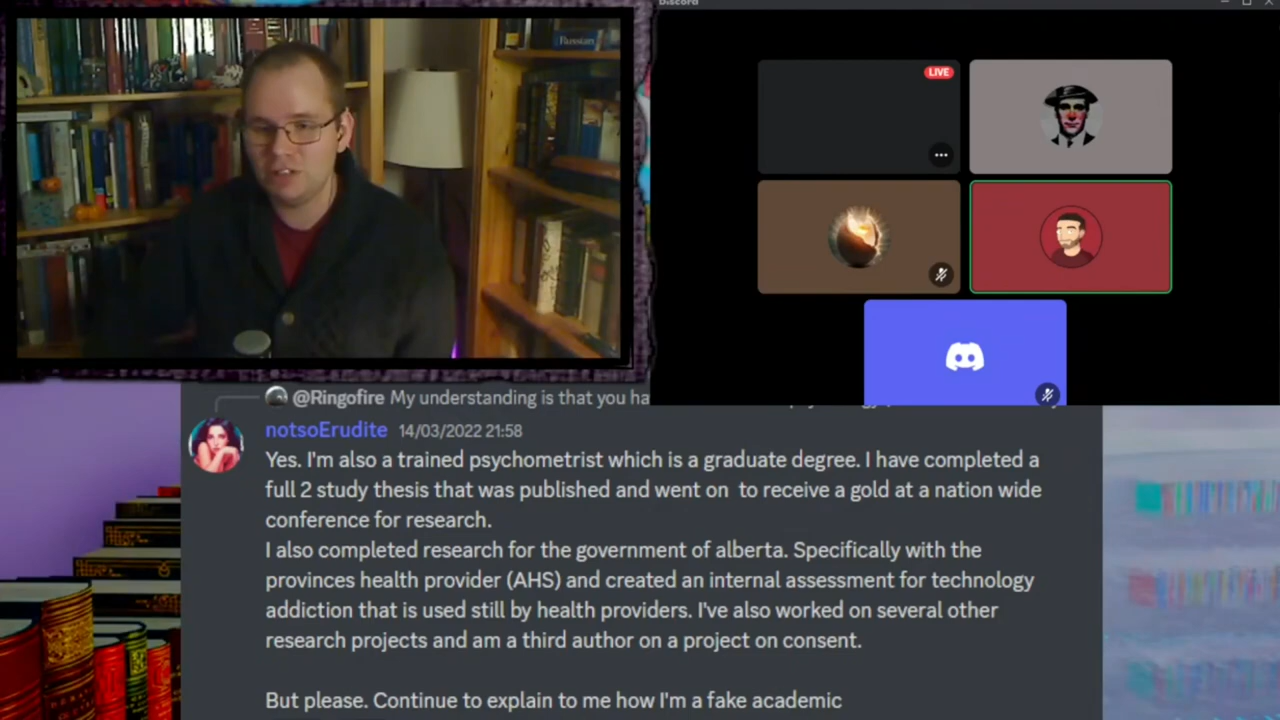 Discord
Russian
LIVE
@Ringofire My understanding is that you ha
notsoErudite 14/03/2022 21:58
Yes. I'm also a trained psychometrist which is a graduate degree. I have completed a
full 2 study thesis that was published and went on to receive a gold at a nation wide
conference for research.
I also completed research for the government of alberta. Specifically with the
provinces health provider (AHS) and created an internal assessment for technology
addiction that is used still by health providers. I've also worked on several other
research projects and am a third author on a project on consent.
But please. Continue to explain to me how I'm a fake academic